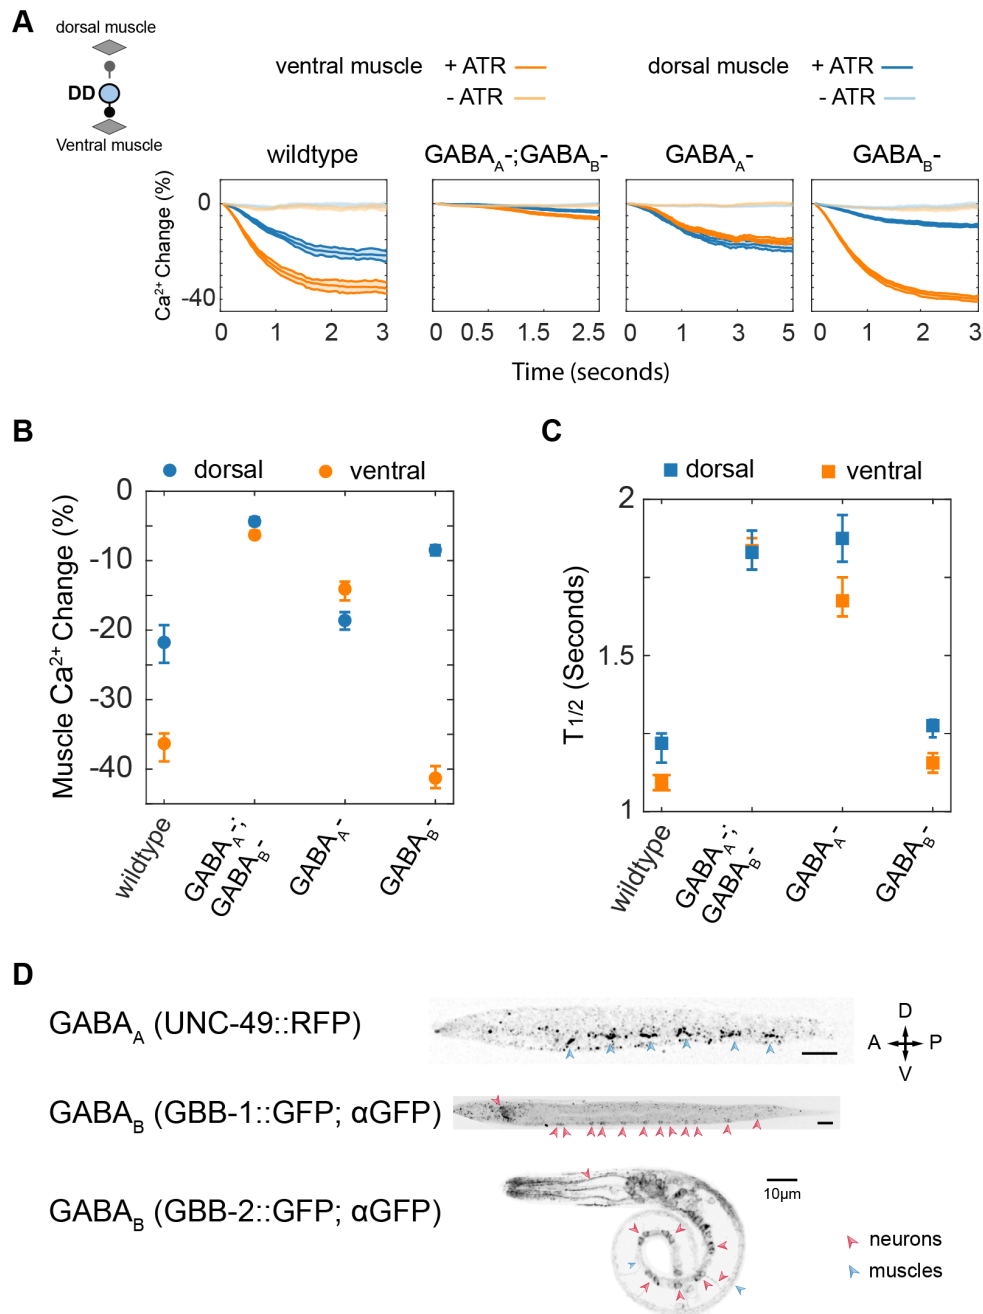 A
dorsal muscle
DD
Ventral muscle
ventral muscle + ATR
- ATR
dorsal muscle + ATR
- ATR
wildtype
GABAA-;GABAB-
GABAA-
GABAB-
Ca2+ Change (%)
0
-40
0 1 2 3
0 0.5 1.5 2.5
0 1 3 5
0 1 2 3
Time (seconds)
B
dorsal ventral
Muscle Ca2+ Change (%)
0
-10
-20
-30
-40
wildtype
GABAA-;
GABAB-
GABAA-
GABAB-
C
dorsal ventral
T1/2 (Seconds)
2
1.5
1
wildtype
GABAA-;
GABAB-
GABAA-
GABAB-
D
GABAA (UNC-49::RFP)
D
A P
V
GABAB (GBB-1::GFP; αGFP)
GABAB (GBB-2::GFP; αGFP)
10μm
neurons
muscles